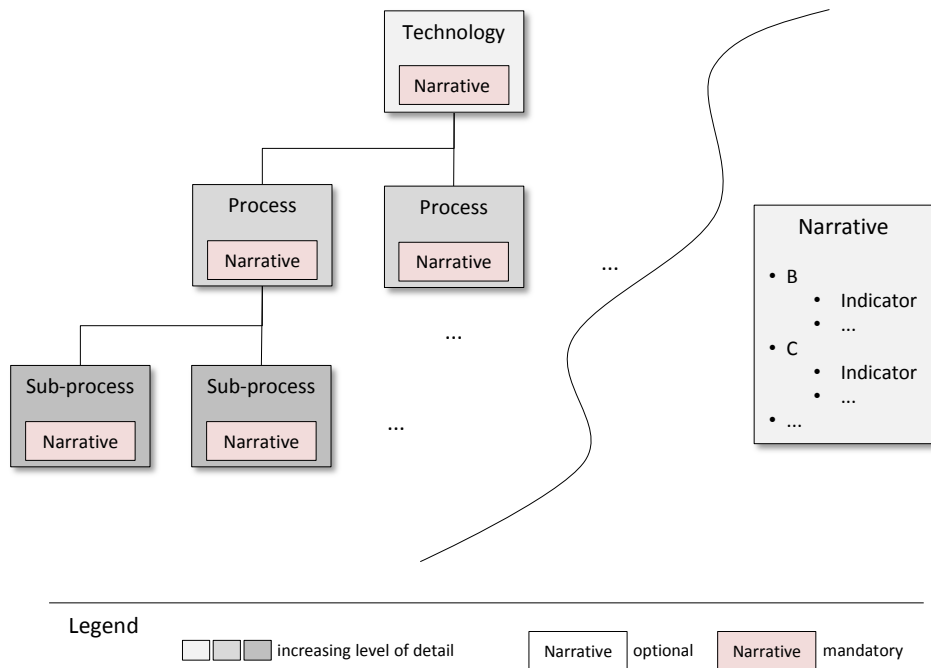 Technology
Narrative
Process
Narrative
Process
Narrative
...
...
Sub-process
Narrative
Sub-process
Narrative
...
Narrative
• B
• Indicator
• ...
• C
• Indicator
• ...
• ...
Legend
increasing level of detail
Narrative optional
Narrative mandatory